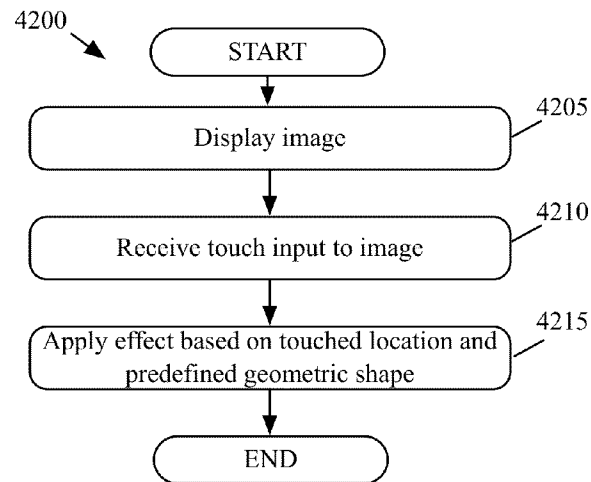 4200
START
4205
Display image
4210
Receive touch input to image
4215
Apply effect based on touched location and
predefined geometric shape
END